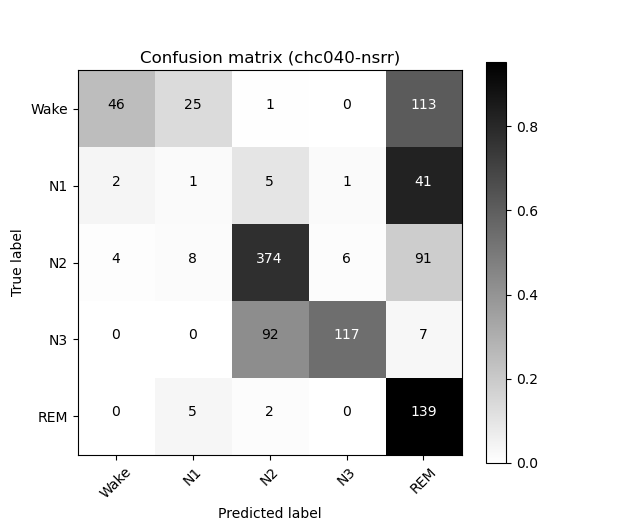 Confusion matrix (chc040-nsrr)
True label
Wake 46 25 1 0 113
N1 2 1 5 1 41
N2 4 8 374 6 91
N3 0 0 92 117 7
REM 0 5 2 0 139
Wake N1 N2 N3 REM
Predicted label
0.8
0.6
0.4
0.2
0.0